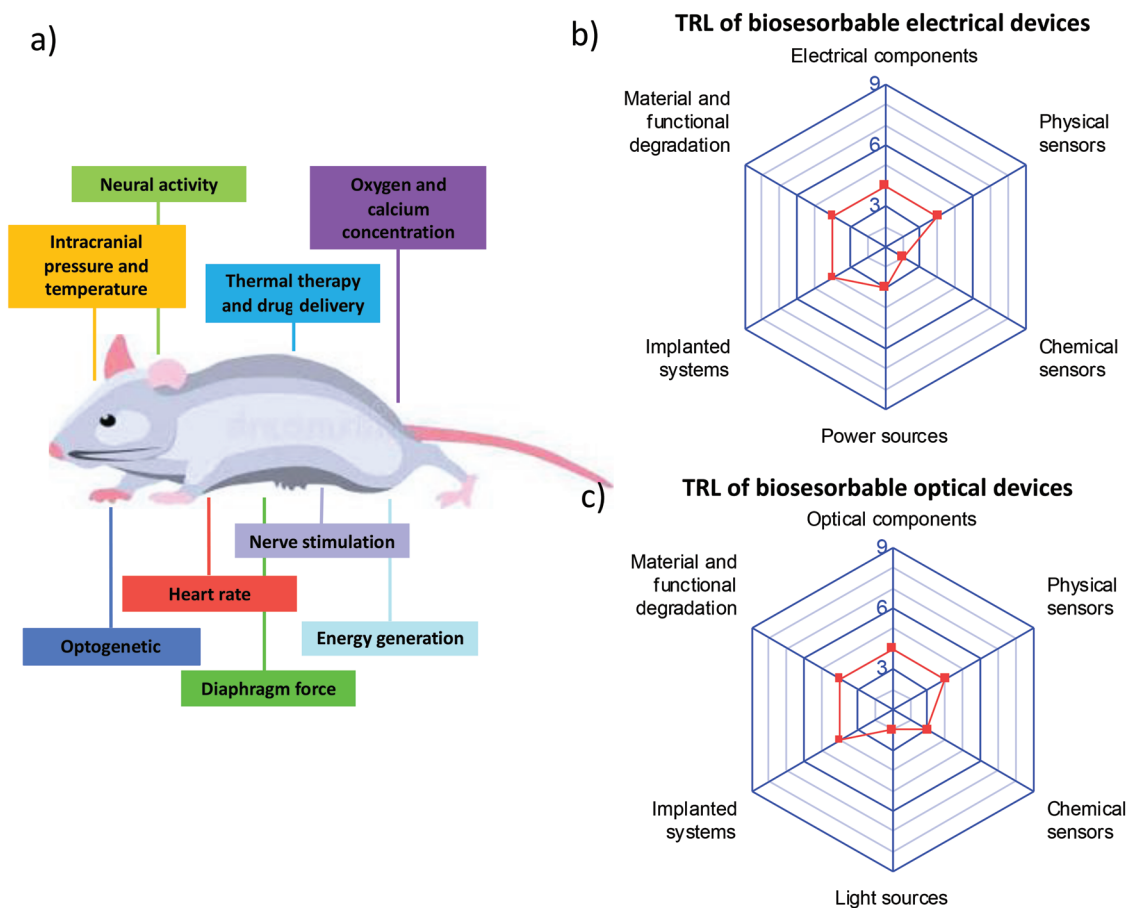 a)
Neural activity
Oxygen and
calcium
concentration
Intracranial
pressure and
temperature
Thermal therapy
and drug delivery
Nerve stimulation
Heart rate
Energy generation
Optogenetic
Diaphragm force
b)
TRL of biosesorbable electrical devices
Electrical components
9
Material and
functional
degradation
Physical
sensors
6
3
Implanted
systems
Chemical
sensors
Power sources
c)
TRL of biosesorbable optical devices
Optical components
9
Material and
functional
degradation
Physical
sensors
6
3
Implanted
systems
Chemical
sensors
Light sources